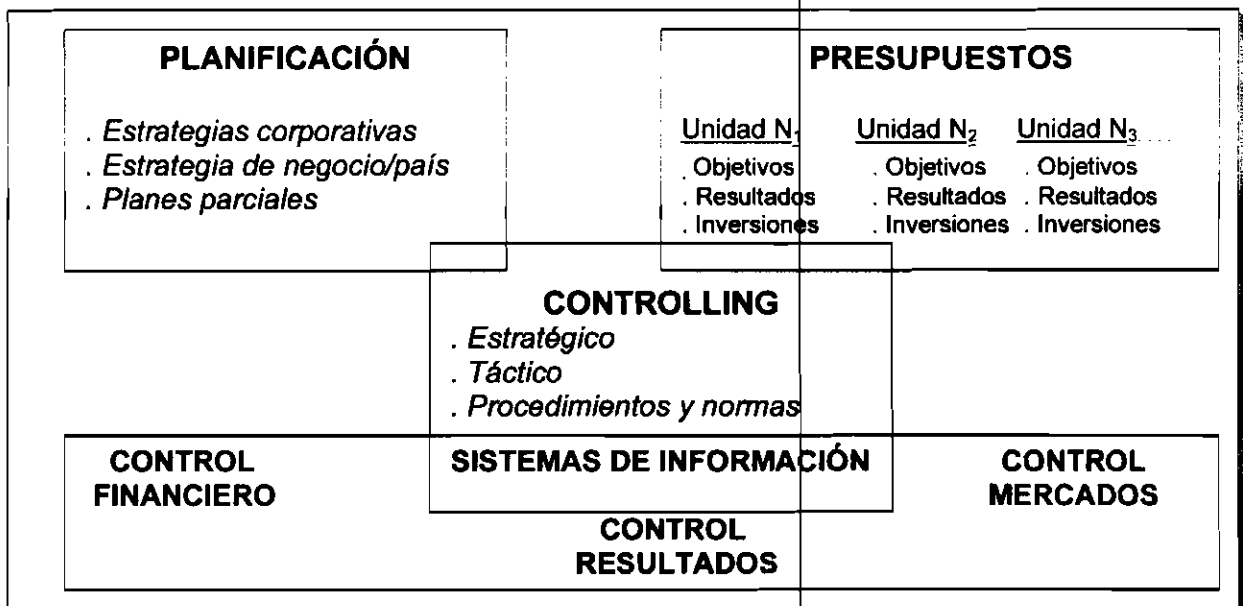 PLANIFICACIÓN
. Estrategias corporativas
. Estrategia de negocio/país
. Planes parciales
PRESUPUESTOS
Unidad N1 Unidad N2 Unidad N3.....
. Objetivos . Objetivos . Objetivos
. Resultados . Resultados . Resultados
. Inversiones . Inversiones . Inversiones
CONTROLLING
. Estratégico
. Táctico
. Procedimientos y normas
CONTROL
FINANCIERO
SISTEMAS DE INFORMACIÓN
CONTROL
MERCADOS
CONTROL
RESULTADOS